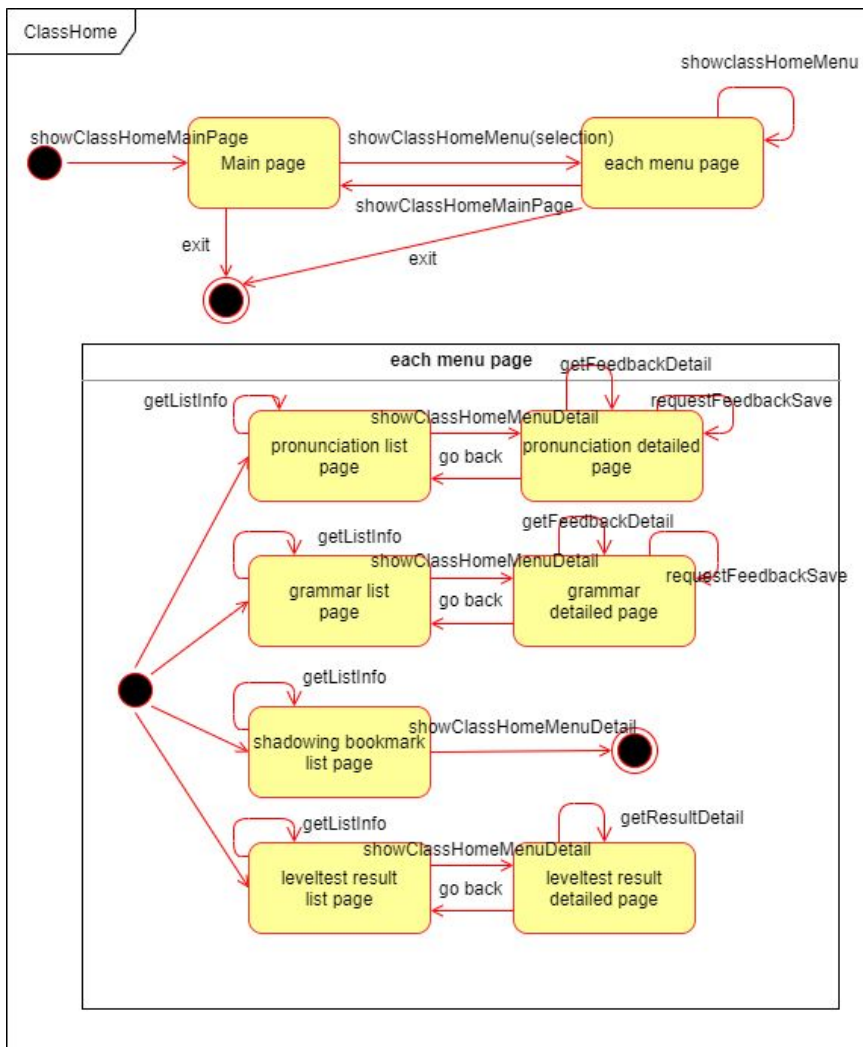 ClassHome
showclassHomeMenu
showClassHomeMainPage
Main page
showClassHomeMenu(selection)
each menu page
showClassHomeMainPage
exit
exit
each menu page
getFeedbackDetail
getListInfo
requestFeedbackSave
showClassHomeMenuDetail
pronunciation list
page
go back
pronunciation detailed
page
getFeedbackDetail
getListInfo
showClassHomeMenuDetail
requestFeedbackSave
grammar list
page
go back
grammar
detailed page
getListInfo
showClassHomeMenuDetail
shadowing bookmark
list page
getListInfo
getResultDetail
showClassHomeMenuDetail
leveltest result
list page
go back
leveltest result
detailed page